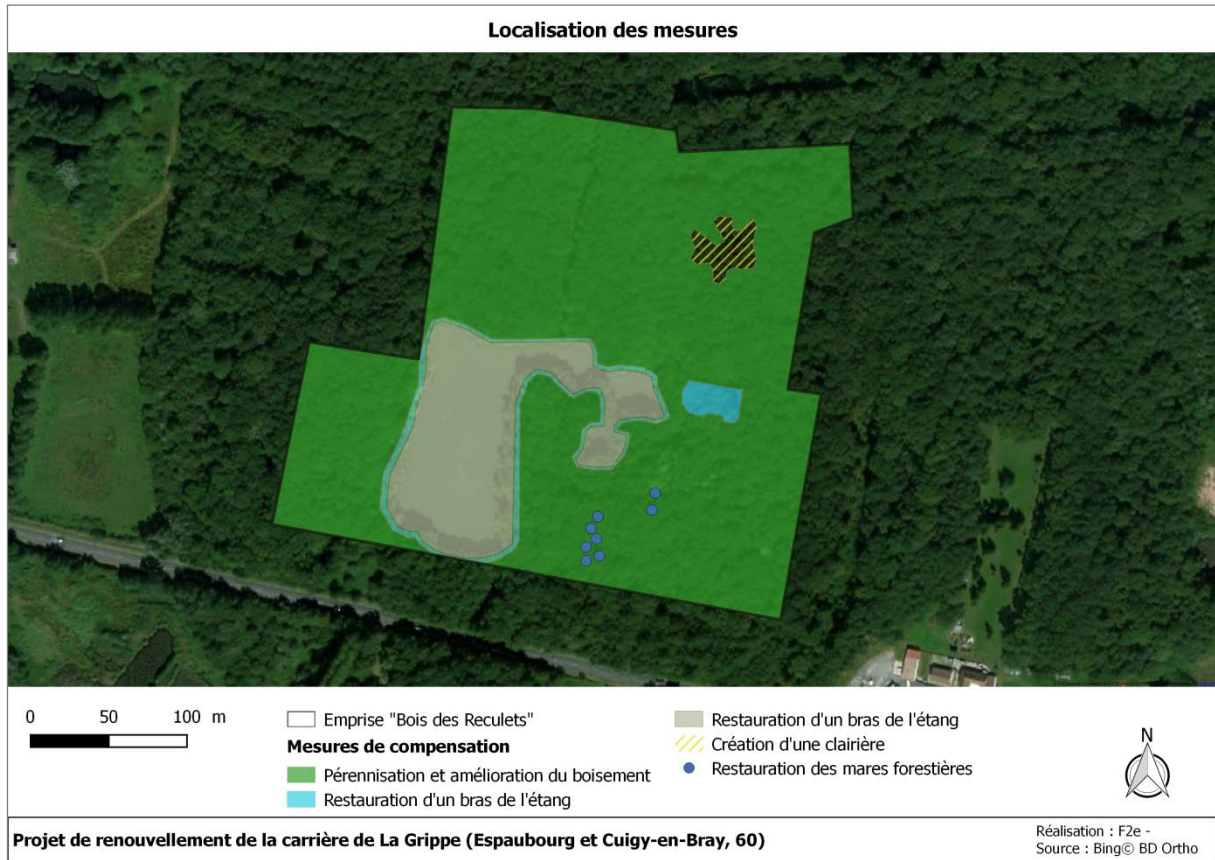 Localisation des mesures
0 50 100 m
Emprise "Bois des Reculets"
Mesures de compensation
Pérennisation et amélioration du boisement
Restauration d'un bras de l'étang
Restauration d'un bras de l'étang
Création d'une clairière
Restauration des mares forestières
N
Projet de renouvellement de la carrière de La Grippe (Espaubourg et Cuigy-en-Bray, 60)
Réalisation : F2e -
Source : Bing© BD Ortho